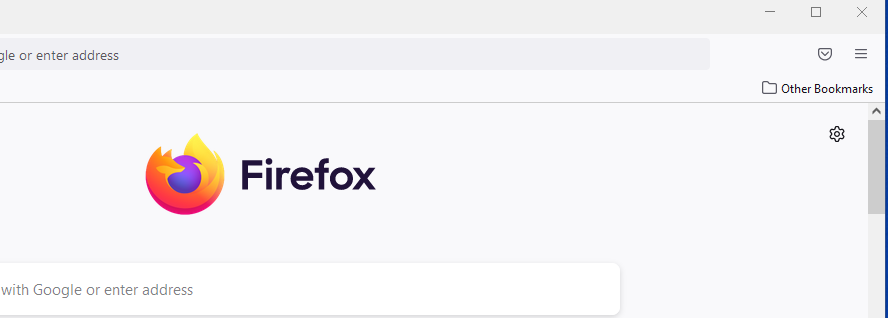 gle or enter address
Other Bookmarks
Firefox
with Google or enter address